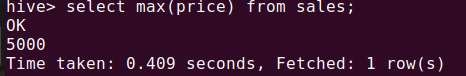 hive> select max(price) from sales;
OK
5000
Time taken: 0.409 seconds, Fetched: 1 row(s)